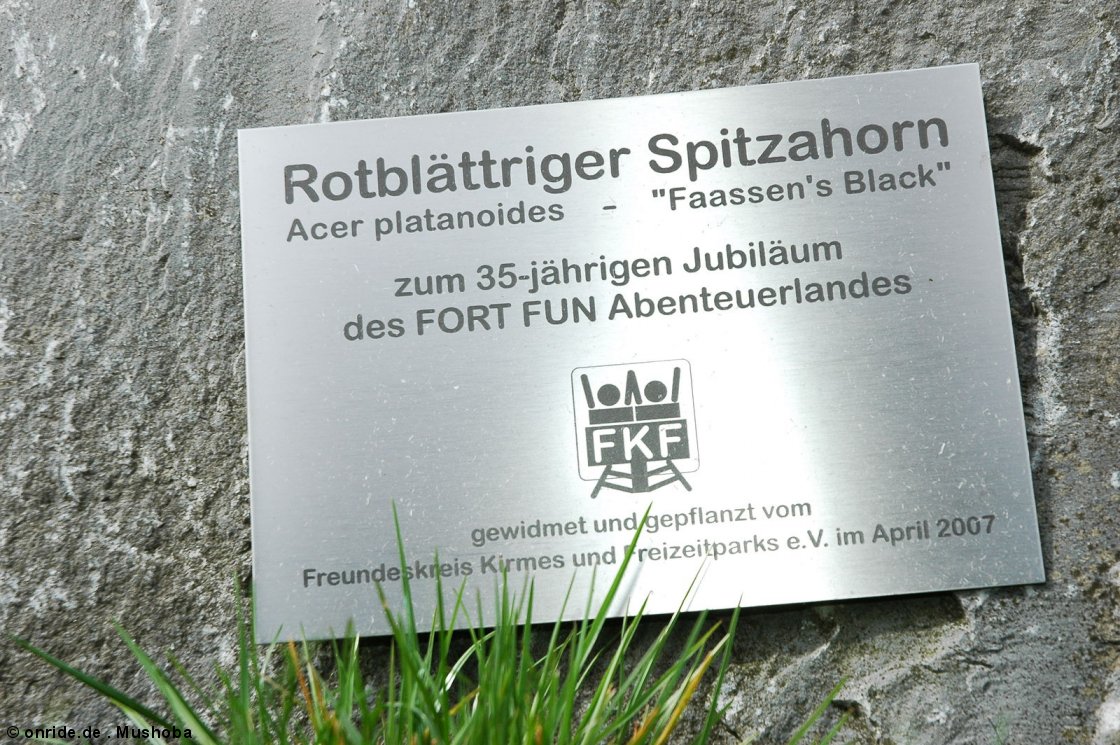 Rotblättriger Spitzahorn
Acer platanoides - "Faassen's Black"
zum 35-jährigen Jubiläum
des FORT FUN Abenteuerlandes
FKF
gewidmet und gepflanzt vom
Freundeskreis Kirmes und Freizeitparks e.V. im April 2007
© onride.de . Mushoba